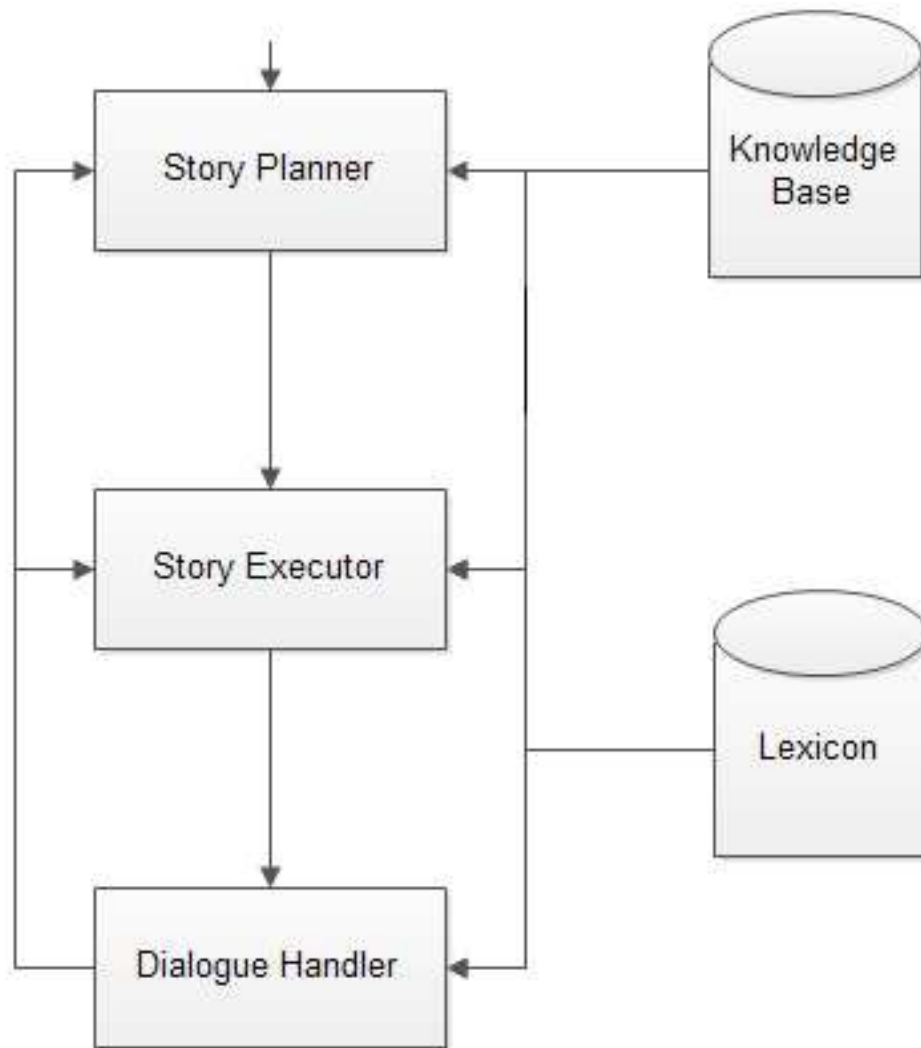 Story Planner
Knowledge
Base
Story Executor
Lexicon
Dialogue Handler